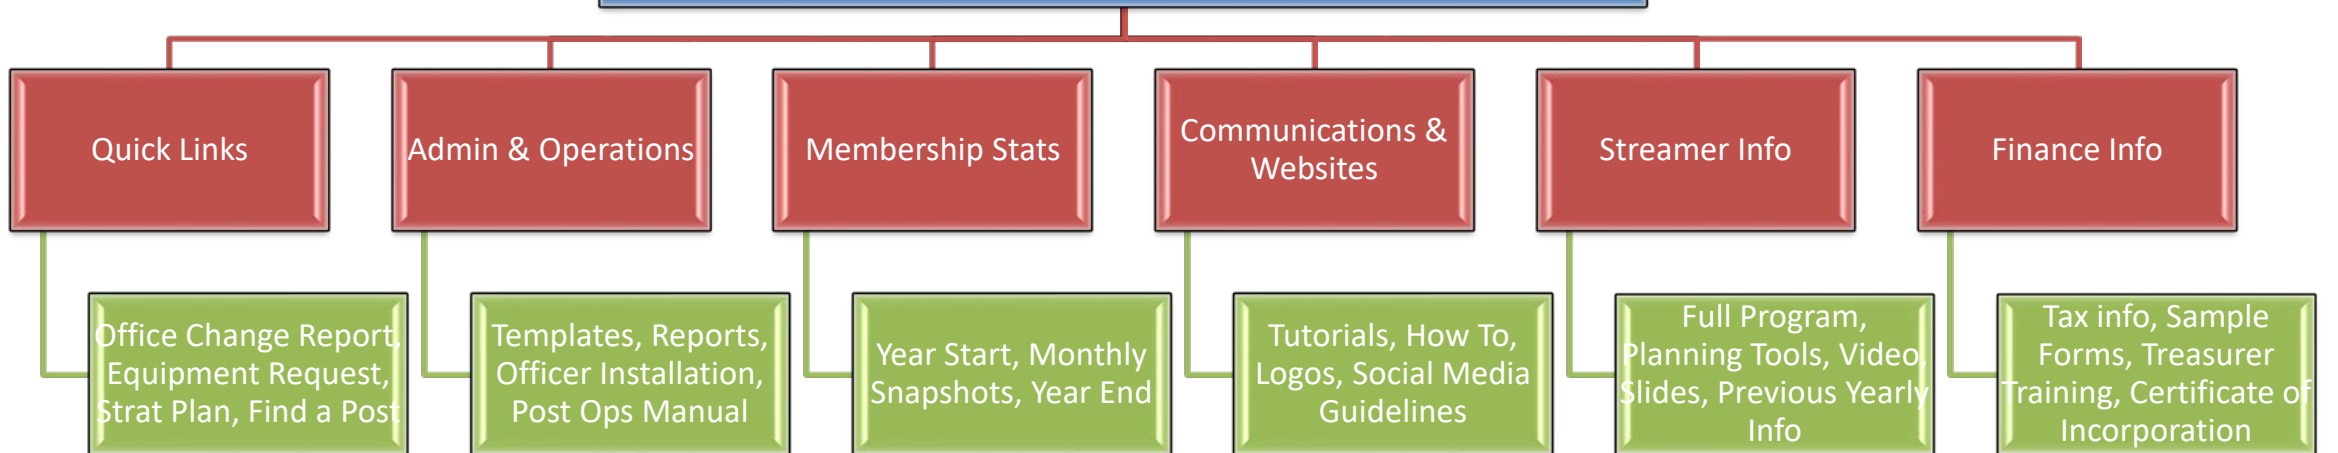 Quick Links
Admin & Operations
Membership Stats
Communications &
Websites
Streamer Info
Finance Info
Office Change Report,
Equipment Request,
Strat Plan, Find a Post
Templates, Reports,
Officer Installation,
Post Ops Manual
Year Start, Monthly
Snapshots, Year End
Tutorials, How To,
Logos, Social Media
Guidelines
Full Program,
Planning Tools, Video,
Slides, Previous Yearly
Info
Tax info, Sample
Forms, Treasurer
Training, Certificate of
Incorporation